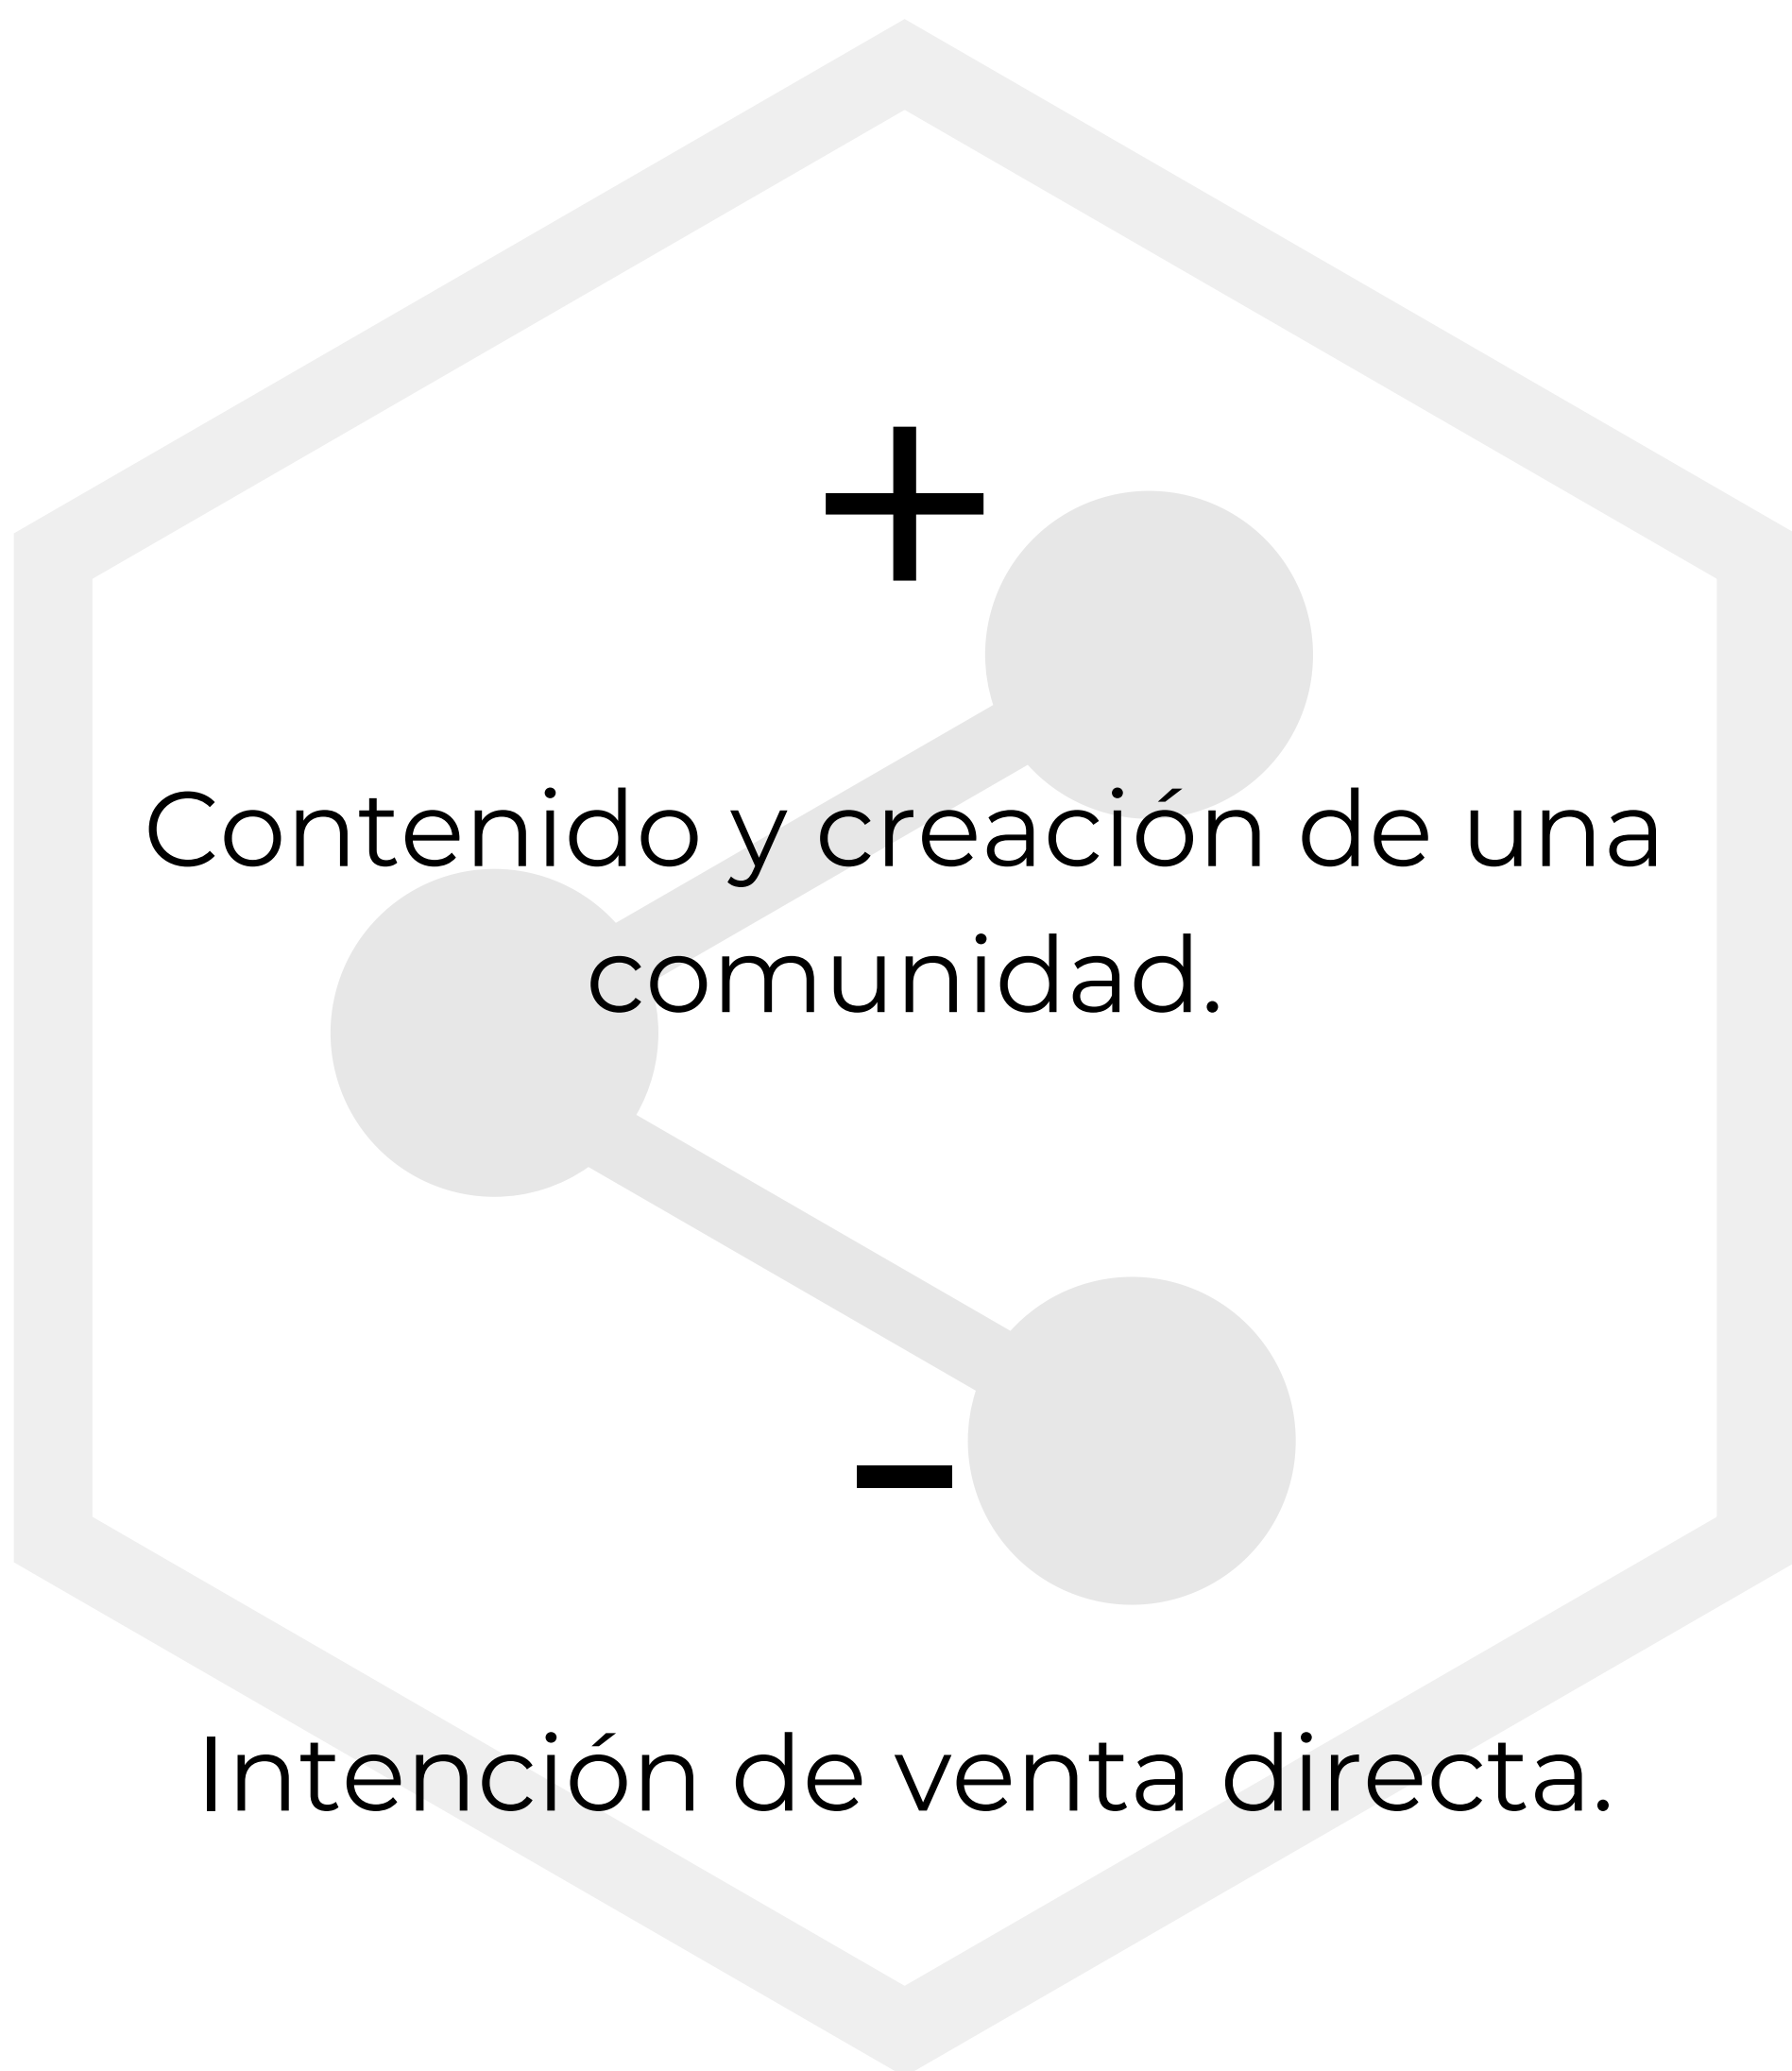 +
Contenido y creación de una
comunidad.
-
Intención de venta directa.